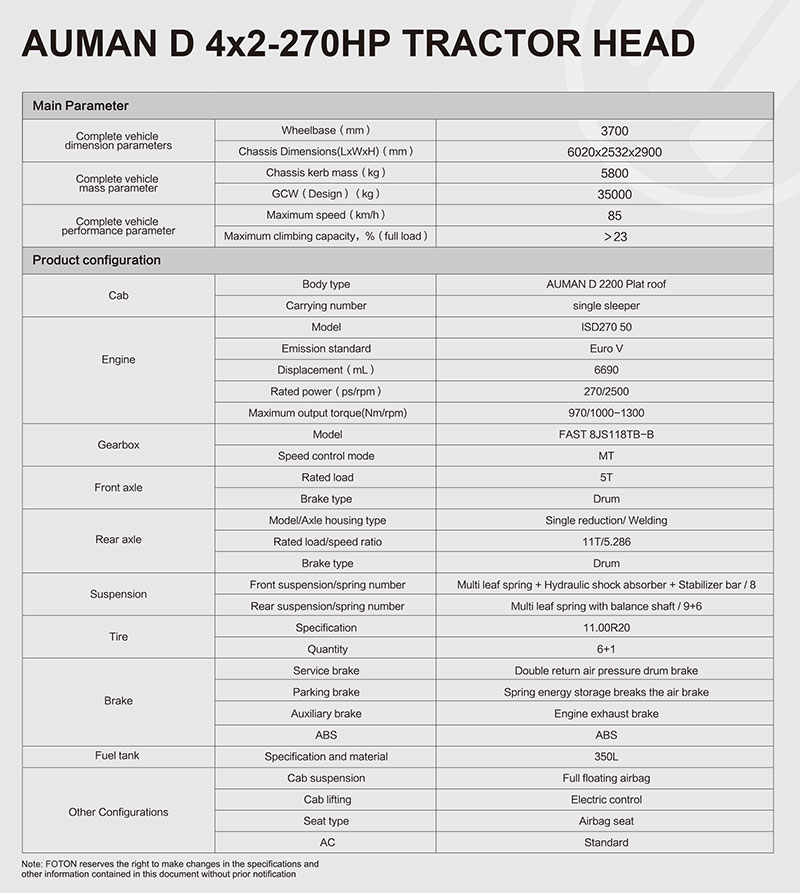 AUMAN D 4x2-270HP TRACTOR HEAD
Main Parameter
Complete vehicle
dimension parameters
Wheelbase (mm) 3700
Chassis Dimensions(LxWxH) (mm) 6020x2532x2900
Complete vehicle
mass parameter
Chassis kerb mass (kg) 5800
GCW (Design) (kg) 35000
Complete vehicle
performance parameter
Maximum speed (km/h) 85
Maximum climbing capacity, % (full load) >23
Product configuration
Cab
Body type AUMAN D 2200 Plat roof
Carrying number single sleeper
Engine
Model ISD270 50
Emission standard Euro V
Displacement (mL) 6690
Rated power (ps/rpm) 270/2500
Maximum output torque(Nm/rpm) 970/1000-1300
Gearbox
Model FAST 8JS118TB-B
Speed control mode MT
Front axle
Rated load 5T
Brake type Drum
Rear axle
Model/Axle housing type Single reduction/ Welding
Rated load/speed ratio 11T/5.286
Brake type Drum
Suspension
Front suspension/spring number Multi leaf spring + Hydraulic shock absorber + Stabilizer bar / 8
Rear suspension/spring number Multi leaf spring with balance shaft / 9+6
Tire
Specification 11.00R20
Quantity 6+1
Brake
Service brake Double return air pressure drum brake
Parking brake Spring energy storage breaks the air brake
Auxiliary brake Engine exhaust brake
ABS ABS
Fuel tank Specification and material 350L
Other Configurations
Cab suspension Full floating airbag
Cab lifting Electric control
Seat type Airbag seat
AC Standard
Note: FOTON reserves the right to make changes in the specifications and
other information contained in this document without prior notification